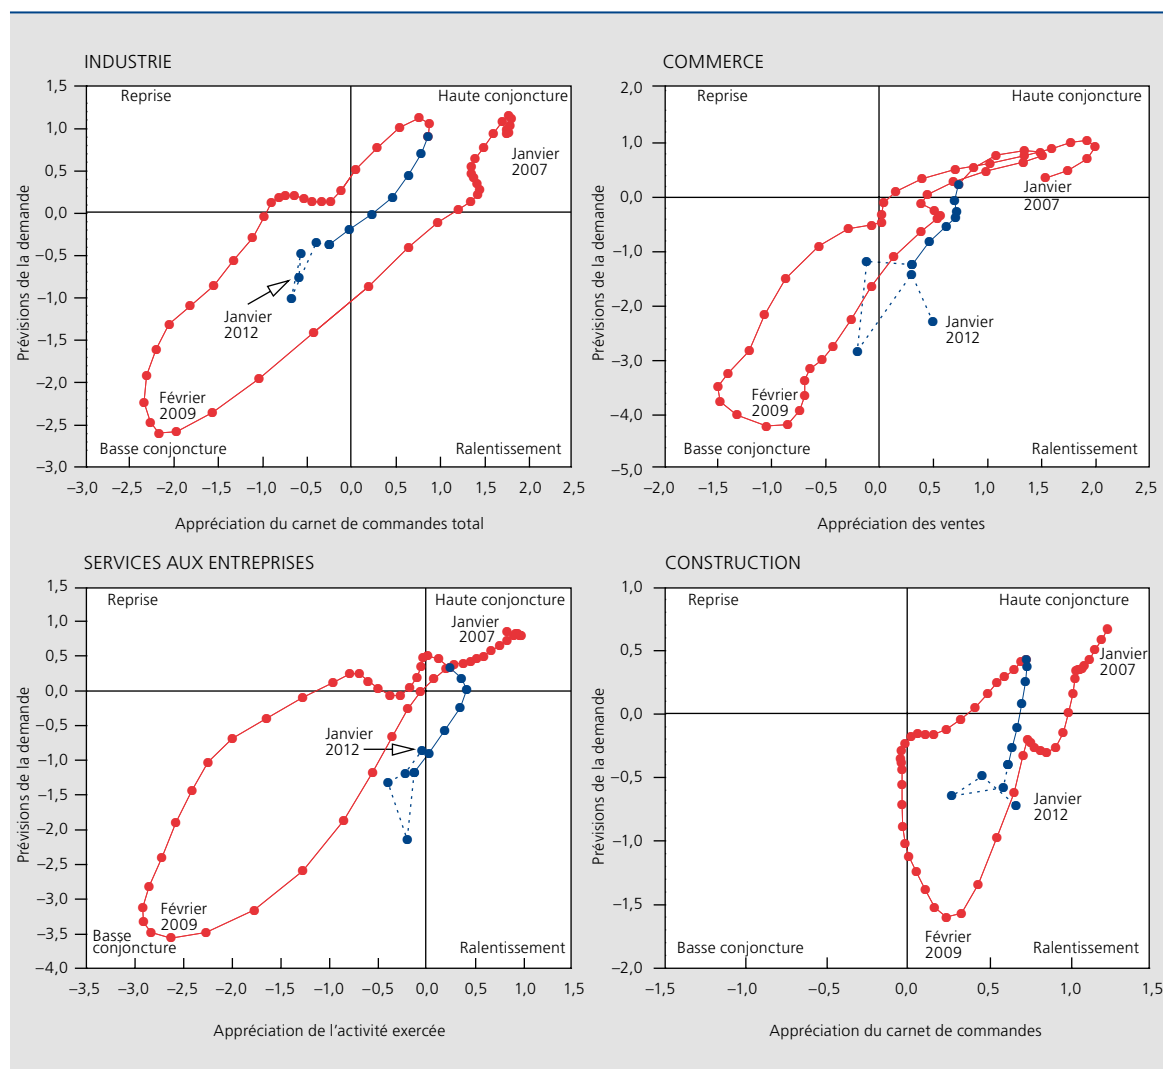 INDUSTRIE
1,5
1,0
0,5
0,0
−0,5
−1,0
−1,5
−2,0
−2,5
−3,0
Prévisions de la demande
Reprise
Haute conjoncture
Janvier
2007
Janvier
2012
Février
2009
Basse conjoncture
Ralentissement
−3,0 −2,5 −2,0 −1,5 −1,0 −0,5 0,0 0,5 1,0 1,5 2,0 2,5
Appréciation du carnet de commandes total
COMMERCE
2,0
1,0
0,0
−1,0
−2,0
−3,0
−4,0
−5,0
Prévisions de la demande
Reprise
Haute conjoncture
Janvier
2007
Janvier
2012
Février
2009
Basse conjoncture
Ralentissement
−2,0 −1,5 −1,0 −0,5 0,0 0,5 1,0 1,5 2,0 2,5
Appréciation des ventes
SERVICES AUX ENTREPRISES
1,5
1,0
0,5
0,0
−0,5
−1,0
−1,5
−2,0
−2,5
−3,0
−3,5
−4,0
Prévisions de la demande
Reprise
Haute conjoncture
Janvier
2007
Janvier
2012
Février
2009
Basse
conjoncture
Ralentissement
−3,5 −3,0 −2,5 −2,0 −1,5 −1,0 −0,5 0,0 0,5 1,0 1,5
Appréciation de l’activité exercée
CONSTRUCTION
1,0
0,5
0,0
−0,5
−1,0
−1,5
−2,0
Prévisions de la demande
Reprise
Haute conjoncture
Janvier
2007
Janvier
2012
Février
2009
Basse conjoncture
Ralentissement
−1,5 −1,0 0,0 0,5 1,0 1,5
Appréciation du carnet de commandes